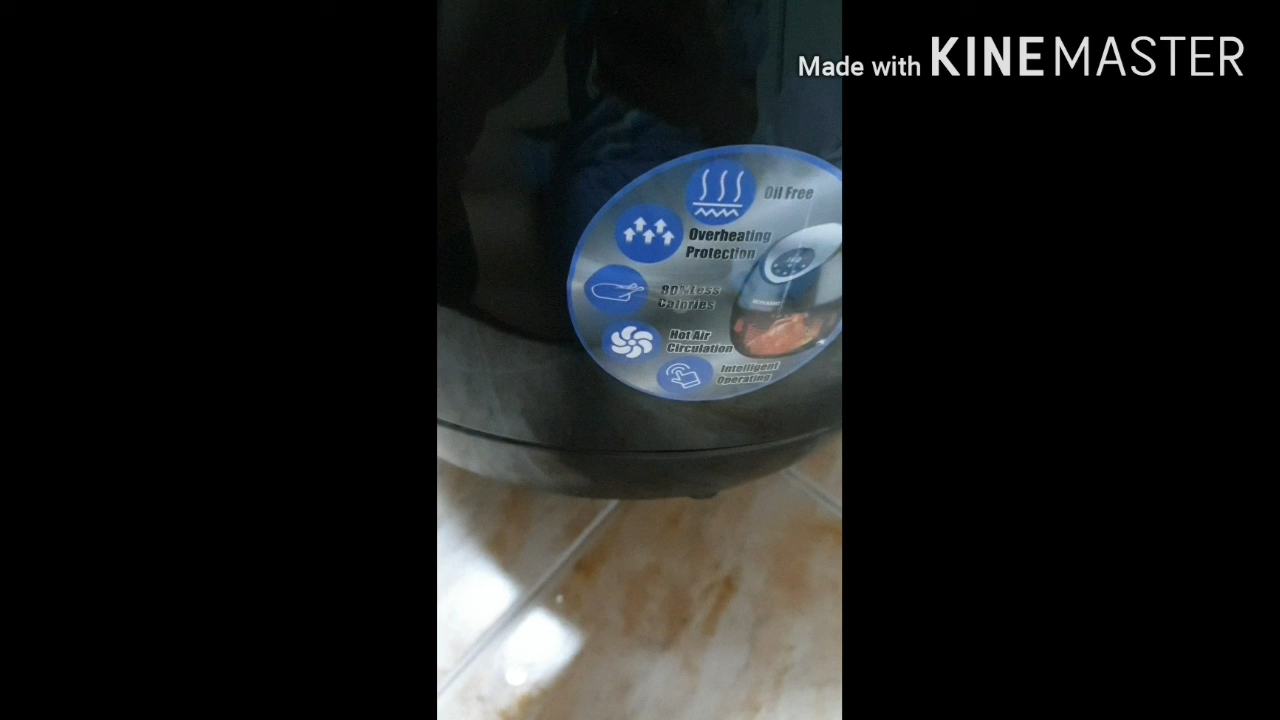 Made with KINEMASTER
Oil Free
Overheating
Protection
80% Less
Calories
Hot Air
Circulation
Intelligent
Operating